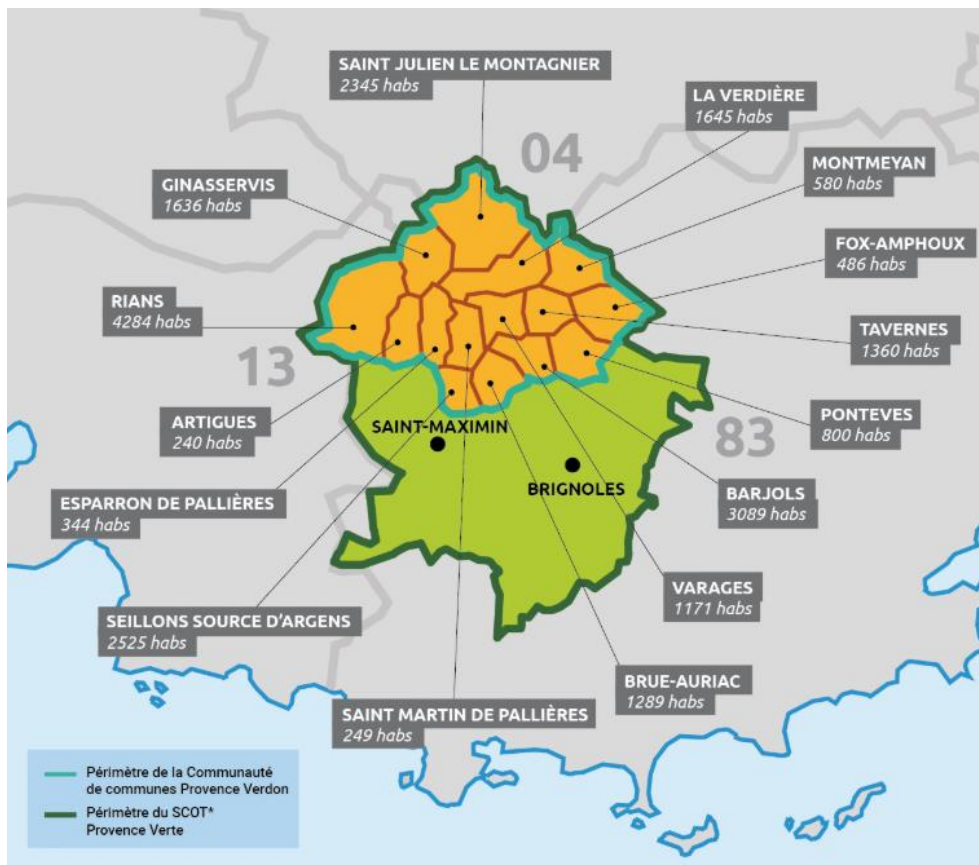 SAINT JULIEN LE MONTAGNIER
2345 habs
LA VERDIÈRE
1645 habs
04
MONTMEYAN
580 habs
GINASSERVIS
1636 habs
FOX-AMPHOUX
486 habs
RIANS
4284 habs
TAVERNES
1360 habs
13
ARTIGUES
240 habs
PONTEVES
800 habs
SAINT-MAXIMIN
83
BRIGNOLES
ESPARRON DE PALLIÈRES
344 habs
BARJOLS
3089 habs
VARAGES
1171 habs
SEILLONS SOURCE D'ARGENS
2525 habs
BRUE-AURIAC
1289 habs
SAINT MARTIN DE PALLIÈRES
249 habs
Périmètre de la Communauté
de communes Provence Verdon
Périmètre du SCOT*
Provence Verte